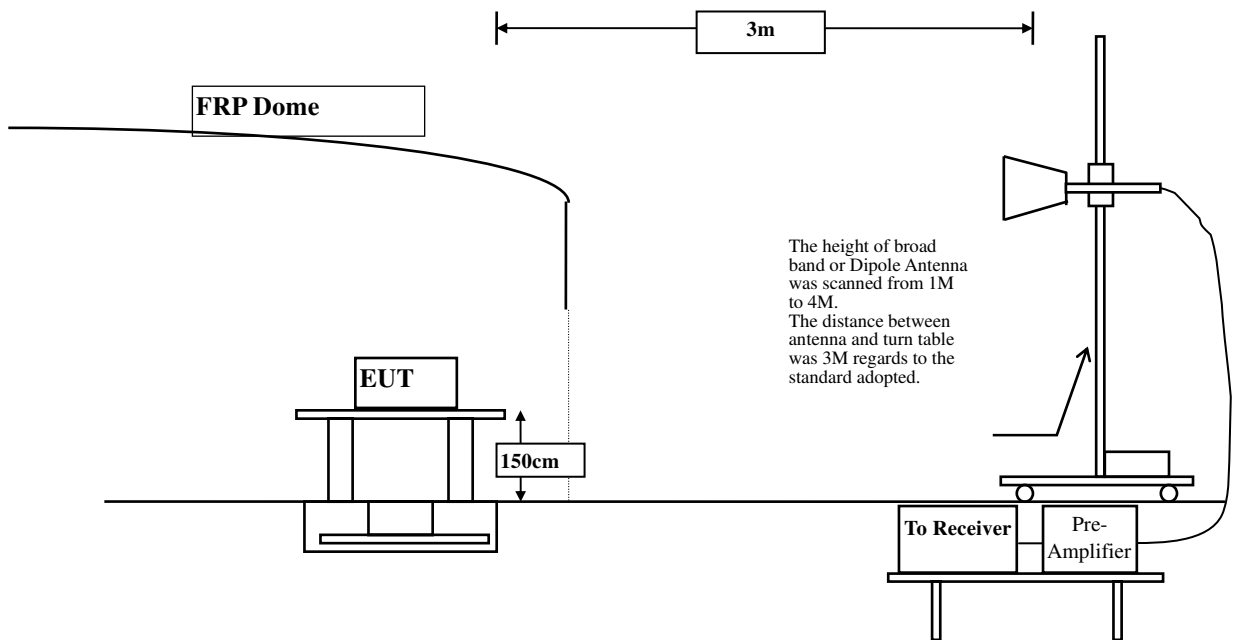 3m
FRP Dome
The height of broad
band or Dipole Antenna
was scanned from 1M
to 4M.
The distance between
antenna and turn table
was 3M regards to the
standard adopted.
EUT
150cm
To Receiver
Pre-
Amplifier